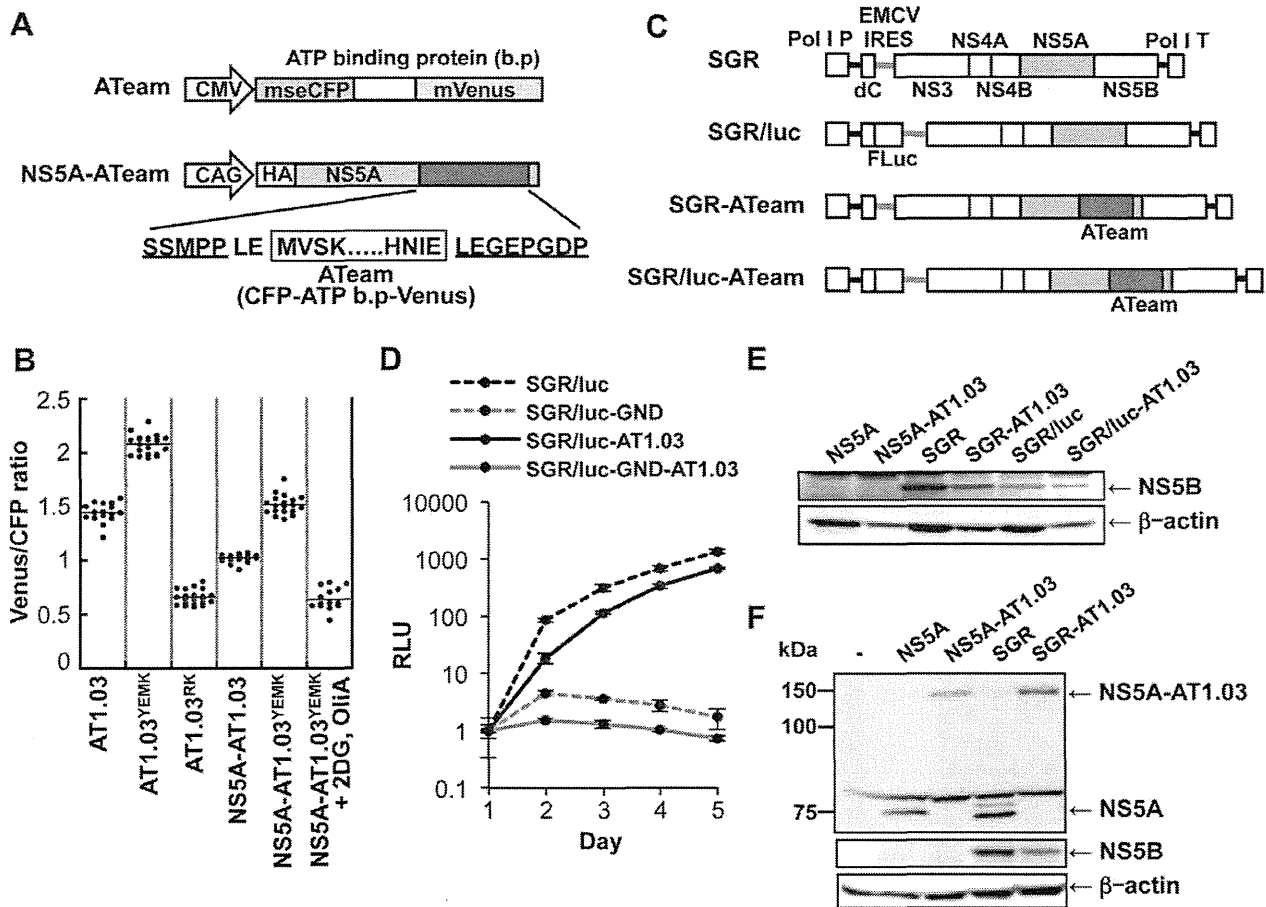 A
ATP binding protein (b.p)
ATeam
CMV
mseCFP
mVenus
NS5A-ATeam
CAG
HA
NS5A
SSMPP LE MVSK.....HNIE LEGEPGDP
ATeam
(CFP-ATP b.p-Venus)
C
EMCV
Pol I P IRES NS4A NS5A Pol I T
SGR
dC NS3 NS4B NS5B
SGR/luc
FLuc
SGR-ATeam
ATeam
SGR/luc-ATeam
ATeam
B
Venus/CFP ratio
2.5
2
1.5
1
0.5
0
AT1.03
AT1.03YEMK
AT1.03RK
NS5A-AT1.03
NS5A-AT1.03YEMK
NS5A-AT1.03YEMK
+ 2DG, OliA
D
SGR/luc
SGR/luc-GND
SGR/luc-AT1.03
SGR/luc-GND-AT1.03
RLU
10000
1000
100
10
1
0.1
1 2 3 4 5
Day
E
NS5A
NS5A-AT1.03
SGR
SGR-AT1.03
SGR/luc
SGR/luc-AT1.03
← NS5B
← β-actin
F
kDa
-
NS5A
NS5A-AT1.03
SGR
SGR-AT1.03
150
← NS5A-AT1.03
100
75
← NS5A
← NS5B
← β-actin